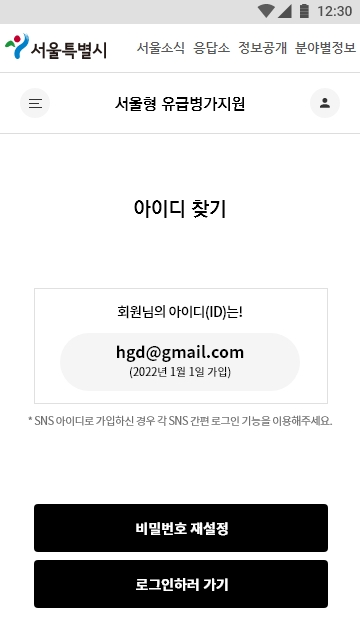 12:30
서울특별시
서울소식 응답소 정보공개 분야별정보
서울형 유급병가지원
아이디 찾기
회원님의 아이디(ID)는!
hgd@gmail.com
(2022년 1월 1일 가입)
* SNS 아이디로 가입하신 경우 각 SNS 간편 로그인 기능을 이용해주세요.
비밀번호 재설정
로그인하러 가기